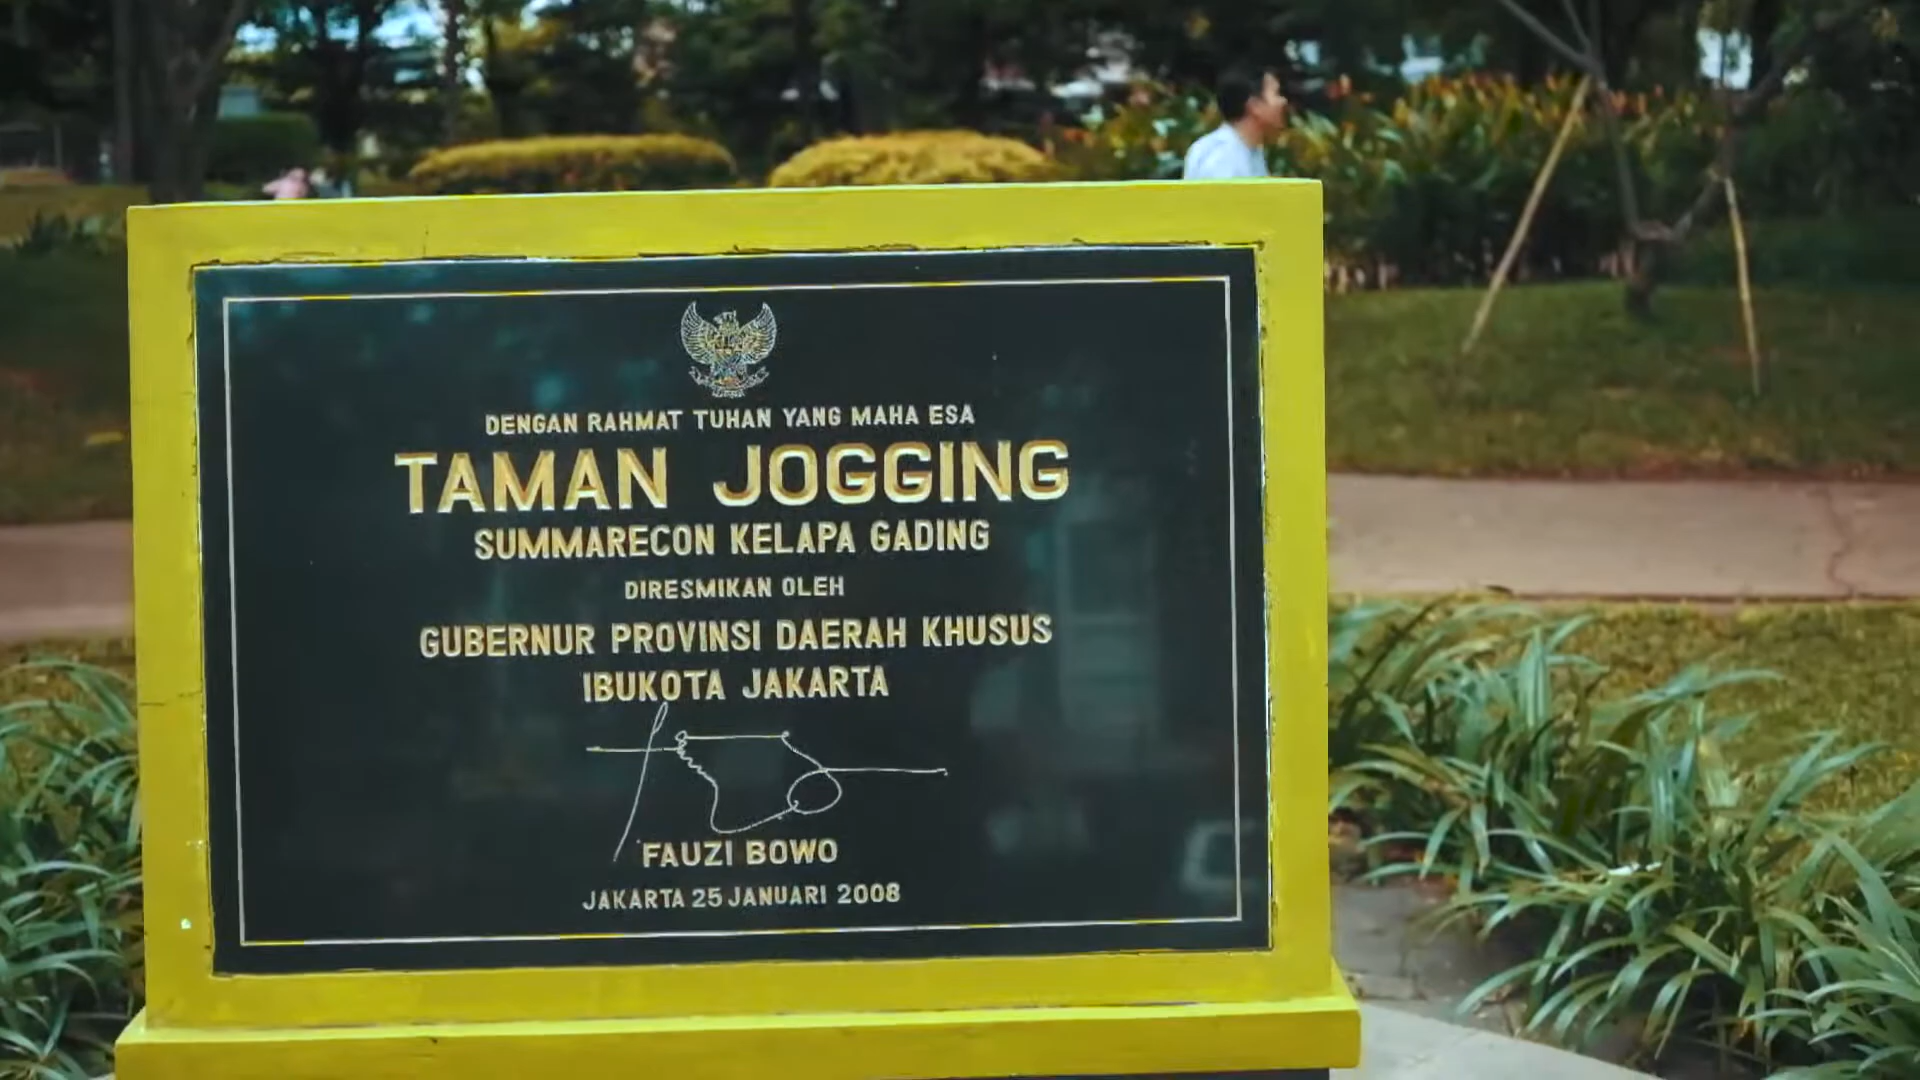 DENGAN RAHMAT TUHAN YANG MAHA ESA
TAMAN JOGGING
SUMMARECON KELAPA GADING
DIRESMIKAN OLEH
GUBERNUR PROVINSI DAERAH KHUSUS
IBUKOTA JAKARTA
FAUZI BOWO
JAKARTA 25 JANUARI 2008